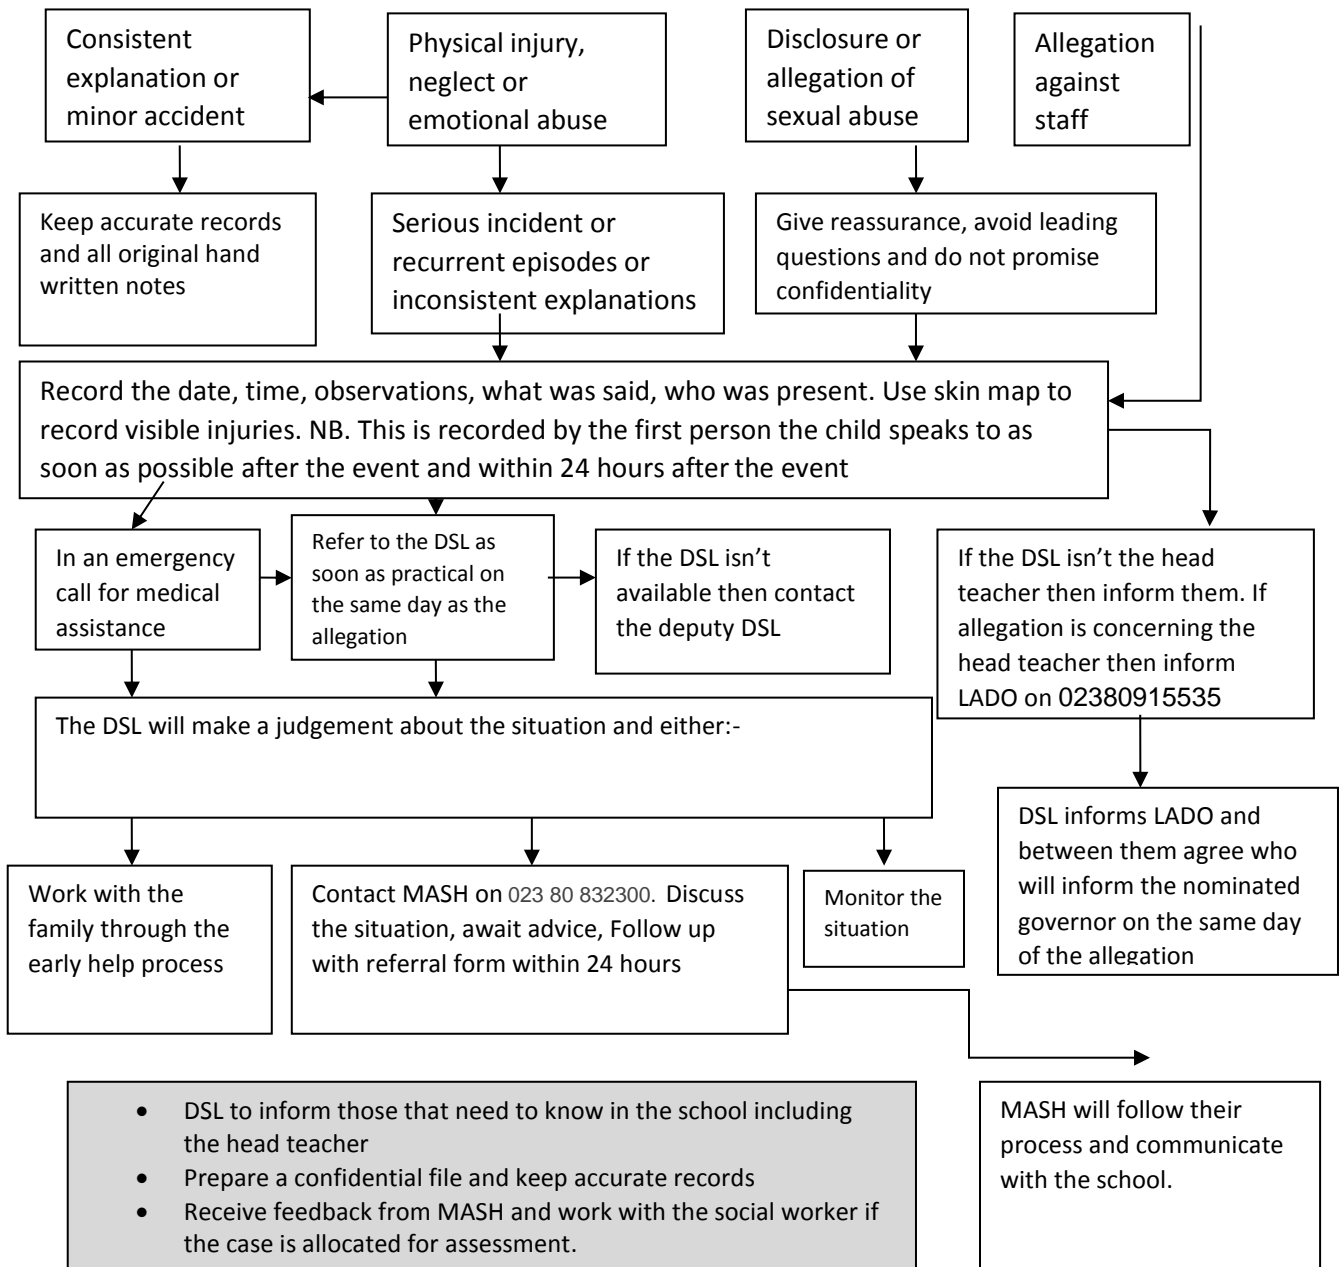 Consistent
explanation or
minor accident
Physical injury,
neglect or
emotional abuse
Disclosure or
allegation of
sexual abuse
Allegation
against
staff
Keep accurate records
and all original hand
written notes
Serious incident or
recurrent episodes or
inconsistent explanations
Give reassurance, avoid leading
questions and do not promise
confidentiality
Record the date, time, observations, what was said, who was present. Use skin map to
record visible injuries. NB. This is recorded by the first person the child speaks to as
soon as possible after the event and within 24 hours after the event
In an emergency
call for medical
assistance
Refer to the DSL as
soon as practical on
the same day as the
allegation
If the DSL isn’t
available then contact
the deputy DSL
If the DSL isn’t the head
teacher then inform them. If
allegation is concerning the
head teacher then inform
LADO on 02380915535
The DSL will make a judgement about the situation and either:-
DSL informs LADO and
between them agree who
will inform the nominated
governor on the same day
of the allegation
Work with the
family through the
early help process
Contact MASH on 023 80 832300. Discuss
the situation, await advice, Follow up
with referral form within 24 hours
Monitor the
situation
• DSL to inform those that need to know in the school including
the head teacher
• Prepare a confidential file and keep accurate records
• Receive feedback from MASH and work with the social worker if
the case is allocated for assessment.
MASH will follow their
process and communicate
with the school.